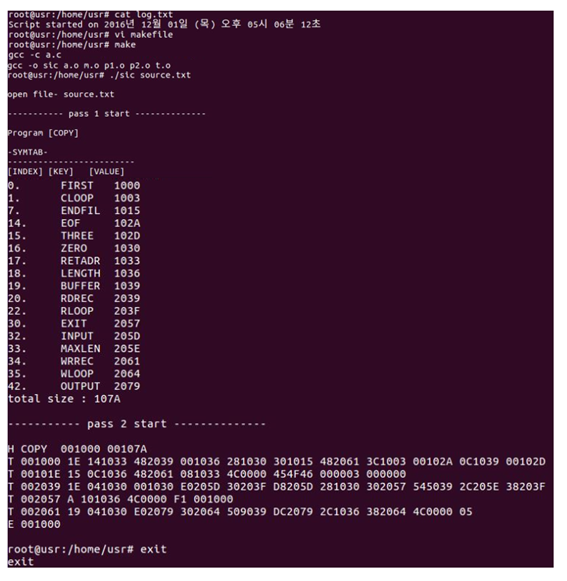 root@usr:/home/usr# cat log.txt
Script started on 2016년 12월 01일 (목) 오후 05시 06분 12초
root@usr:/home/usr# vi makefile
root@usr:/home/usr# make
gcc -c a.c
gcc -o sic a.o m.o p1.o p2.o t.o
root@usr:/home/usr# ./sic source.txt
open file- source.txt
----------- pass 1 start --------------
Program [COPY]
-SYMTAB-
-------------------------
[INDEX] [KEY] [VALUE]
0. FIRST 1000
1. CLOOP 1003
7. ENDFIL 1015
14. EOF 102A
15. THREE 102D
16. ZERO 1030
17. RETADR 1033
18. LENGTH 1036
19. BUFFER 1039
20. RDREC 2039
22. RLOOP 203F
30. EXIT 2057
32. INPUT 205D
33. MAXLEN 205E
34. WRREC 2061
35. WLOOP 2064
42. OUTPUT 2079
total size : 107A
----------- pass 2 start --------------
H COPY 001000 00107A
T 001000 1E 141033 482039 001036 281030 301015 482061 3C1003 00102A 0C1039 00102D
T 00101E 15 0C1036 482061 081033 4C0000 454F46 000003 000000
T 002039 1E 041030 001030 E0205D 30203F D8205D 281030 302057 545039 2C205E 38203F
T 002057 A 101036 4C0000 F1 001000
T 002061 19 041030 E02079 302064 509039 DC2079 2C1036 382064 4C0000 05
E 001000
root@usr:/home/usr# exit
exit